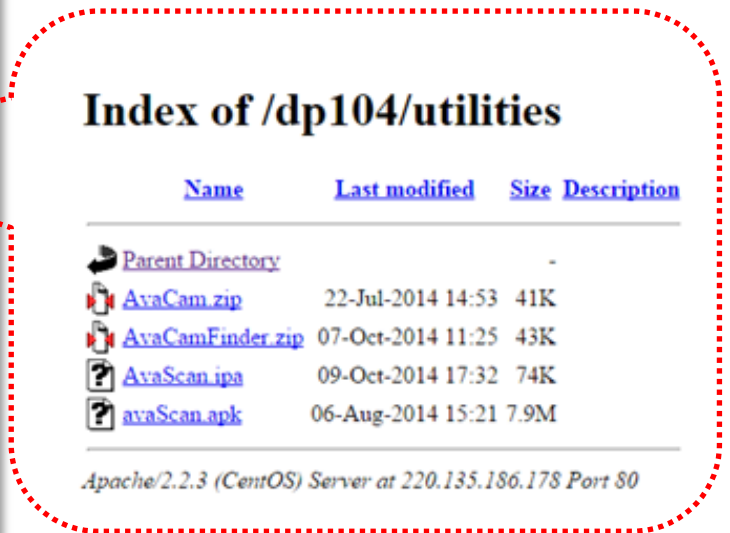 Index of /dp104/utilities
Name Last modified Size Description
Parent Directory -
AvaCam.zip 22-Jul-2014 14:53 41K
AvaCamFinder.zip 07-Oct-2014 11:25 43K
AvaScan.ipa 09-Oct-2014 17:32 74K
avaScan.apk 06-Aug-2014 15:21 7.9M
Apache/2.2.3 (CentOS) Server at 220.135.186.178 Port 80